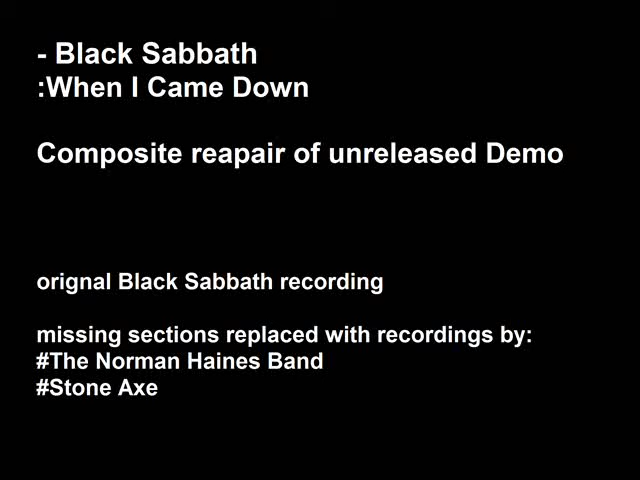 - Black Sabbath
:When I Came Down
Composite reapair of unreleased Demo
orignal Black Sabbath recording
missing sections replaced with recordings by:
#The Norman Haines Band
#Stone Axe